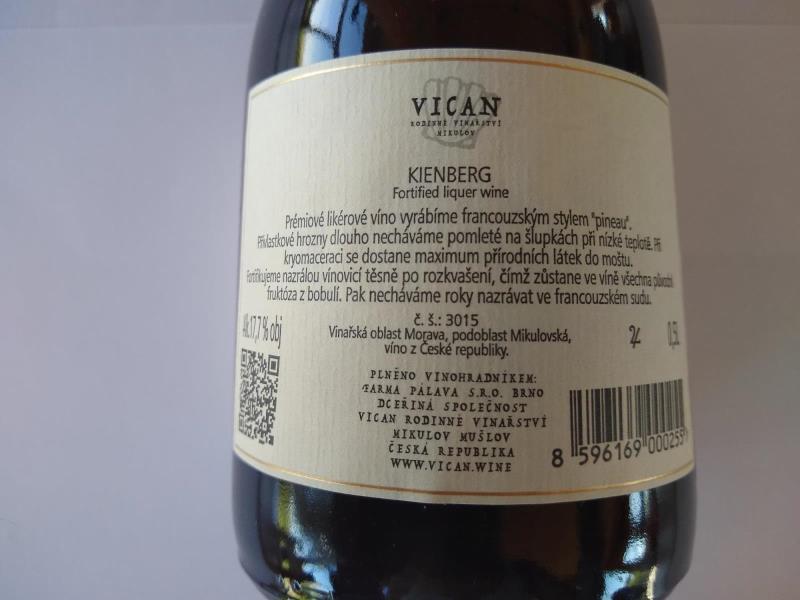 VICAN
RODINNÉ VINAŘSTVÍ
MIKULOV
KIENBERG
Fortified liquer wine
Prémiové likérové víno vyrábíme francouzským stylem "pineau".
Přívlastkové hrozny dlouho necháváme pomleté na šlupkách při nízké teplotě. Při
kryomaceraci se dostane maximum přírodních látek do moštu.
Fortifikujeme nazrálou vínovicí těsně po rozkvašení, čímž zůstane ve víně všechna původní
fruktóza z bobulí. Pak necháváme roky nazrávat ve francouzském sudu.
Alk.17,7 % obj
č. š.: 3015
Vinařská oblast Morava, podoblast Mikulovská,
víno z České republiky.
0,5L
PLNĚNO VINOHRADNÍKEM:
FARMA PÁLAVA S.R.O. BRNO
DCEŘINÁ SPOLEČNOST
VICAN RODINNÉ VINAŘSTVÍ
MIKULOV MUŠLOV
ČESKÁ REPUBLIKA
WWW.VICAN.WINE
8 596169 000255